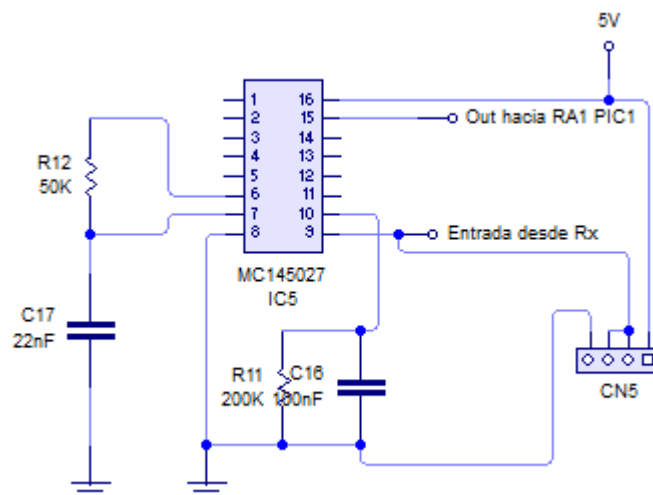 5V
1 16
2 15 Out hacia RA1 PIC1
3 14
4 13
5 12
R12
50K
6 11
7 10
8 9 Entrada desde Rx
MC145027
IC5
C17
22nF
R11 C16
200K 100nF
CN5